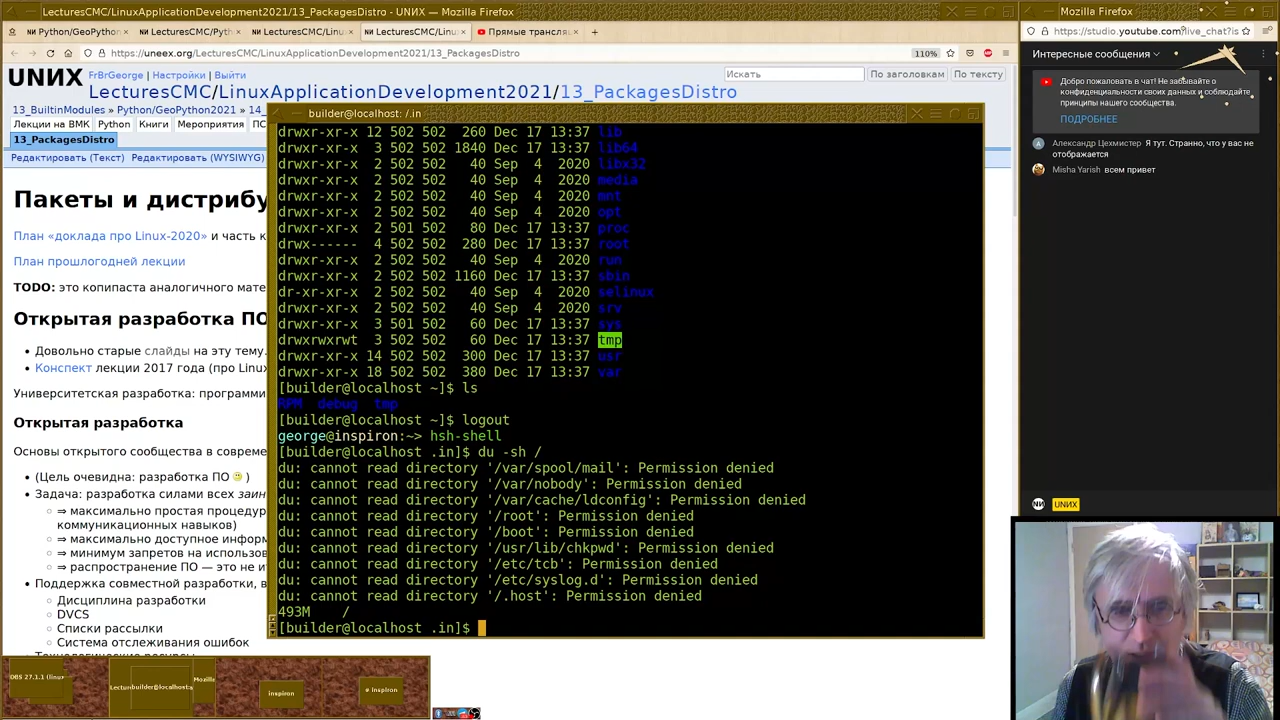 LecturesCMC/LinuxApplicationDevelopment2021/13_PackagesDistro - UNИX — Mozilla Firefox
Python/GeoPython
LecturesCMC/Pytho
LecturesCMC/Linux
LecturesCMC/Linux
Прямые трансл
https://uneex.org/LecturesCMC/LinuxApplicationDevelopment2021/13_PackagesDistro
110%
UNИX
FrBrGeorge | Настройки | Выйти
Искать
По заголовкам
По тексту
LecturesCMC/LinuxApplicationDevelopment2021/13_PackagesDistro
13_BuiltinModules » Python/GeoPython2021 » 14_
Лекции на ВМК
Python
Книги
Мероприятия
13_PackagesDistro
Редактировать (Текст) Редактировать (WYSIWYG)
Пакеты и дистрибу
План «доклада про Linux-2020» и часть к
План прошлогодней лекции
TODO: это копипаста аналогичного мате
Открытая разработка ПО
Довольно старые слайды на эту тему.
Конспект лекции 2017 года (про Linux
Университетская разработка: программи
Открытая разработка
Основы открытого сообщества в совреме
(Цель очевидна: разработка ПО )
Задача: разработка силами всех заин
⇒ максимально простая процедур
коммуникационных навыков)
⇒ максимально доступное информ
⇒ минимум запретов на использов
⇒ распространение ПО — это не и
Поддержка совместной разработки, в
Дисциплина разработки
DVCS
Списки рассылки
Система отслеживания ошибок
builder@localhost: /.in
drwxr-xr-x 12 502 502 260 Dec 17 13:37 lib
drwxr-xr-x 3 502 502 1840 Dec 17 13:37 lib64
drwxr-xr-x 2 502 502 40 Sep 4 2020 libx32
drwxr-xr-x 2 502 502 40 Sep 4 2020 media
drwxr-xr-x 2 502 502 40 Sep 4 2020 mnt
drwxr-xr-x 2 502 502 40 Sep 4 2020 opt
drwxr-xr-x 2 501 502 80 Dec 17 13:37 proc
drwx------ 4 502 502 280 Dec 17 13:37 root
drwxr-xr-x 2 502 502 40 Sep 4 2020 run
drwxr-xr-x 2 502 502 1160 Dec 17 13:37 sbin
dr-xr-xr-x 2 502 502 40 Sep 4 2020 selinux
drwxr-xr-x 2 502 502 40 Sep 4 2020 srv
drwxr-xr-x 3 501 502 60 Dec 17 13:37 sys
drwxrwxrwt 3 502 502 60 Dec 17 13:37 tmp
drwxr-xr-x 14 502 502 300 Dec 17 13:37 usr
drwxr-xr-x 18 502 502 380 Dec 17 13:37 var
[builder@localhost ~]$ ls
RPM debug tmp
[builder@localhost ~]$ logout
george@inspiron:~> hsh-shell
[builder@localhost .in]$ du -sh /
du: cannot read directory '/var/spool/mail': Permission denied
du: cannot read directory '/var/nobody': Permission denied
du: cannot read directory '/var/cache/ldconfig': Permission denied
du: cannot read directory '/root': Permission denied
du: cannot read directory '/boot': Permission denied
du: cannot read directory '/usr/lib/chkpwd': Permission denied
du: cannot read directory '/etc/tcb': Permission denied
du: cannot read directory '/etc/syslog.d': Permission denied
du: cannot read directory '/.host': Permission denied
493M /
[builder@localhost .in]$
Mozilla Firefox
https://studio.youtube.com/live_chat?is
Интересные сообщения
Добро пожаловать в чат! Не забывайте о
конфиденциальности своих данных и соблюдайте
принципы нашего сообщества.
ПОДРОБНЕЕ
Александр Цехмистер Я тут. Странно, что у вас не
отображается
Misha Yarish всем привет
UNИX
OBS 27.1.1 (linux
builder@localhost:
Mozilla
inspiron
# inspiron